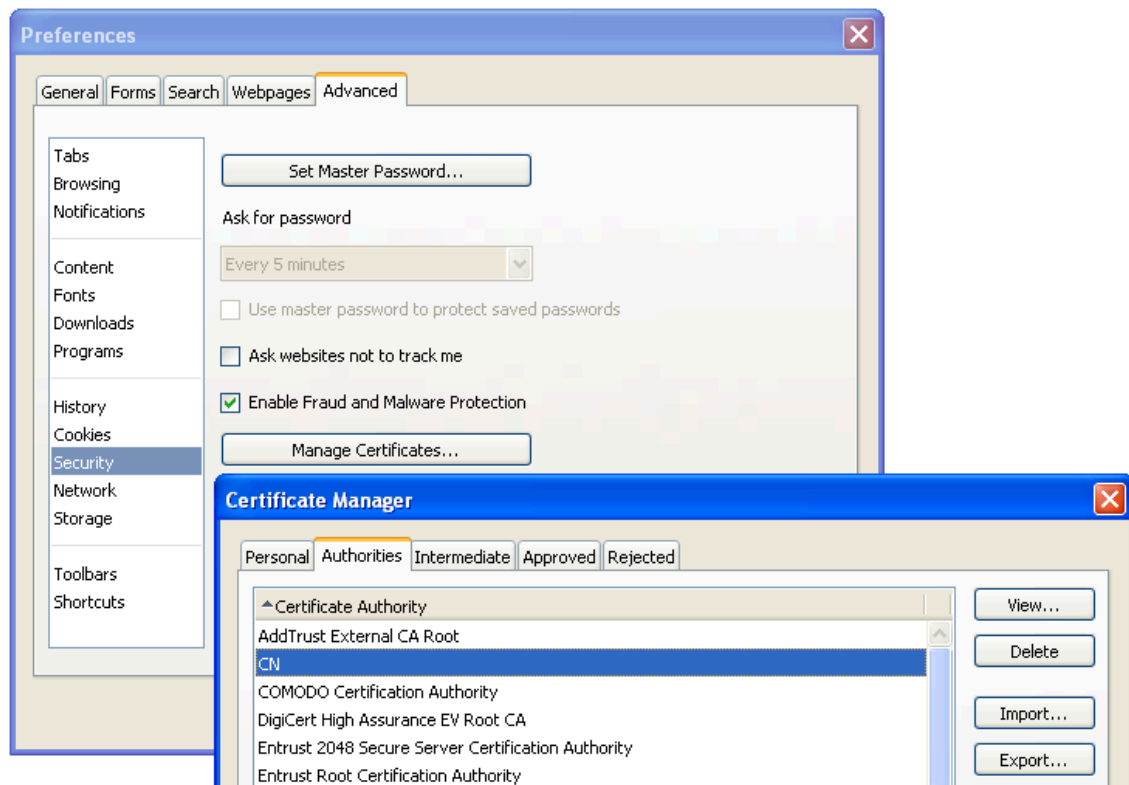 Preferences
General Forms Search Webpages Advanced
Tabs
Browsing
Notifications
Content
Fonts
Downloads
Programs
History
Cookies
Security
Network
Storage
Toolbars
Shortcuts
Set Master Password...
Ask for password
Every 5 minutes
Use master password to protect saved passwords
Ask websites not to track me
Enable Fraud and Malware Protection
Manage Certificates...
Certificate Manager
Personal Authorities Intermediate Approved Rejected
Certificate Authority
AddTrust External CA Root
CN
COMODO Certification Authority
DigiCert High Assurance EV Root CA
Entrust 2048 Secure Server Certification Authority
Entrust Root Certification Authority
View...
Delete
Import...
Export...